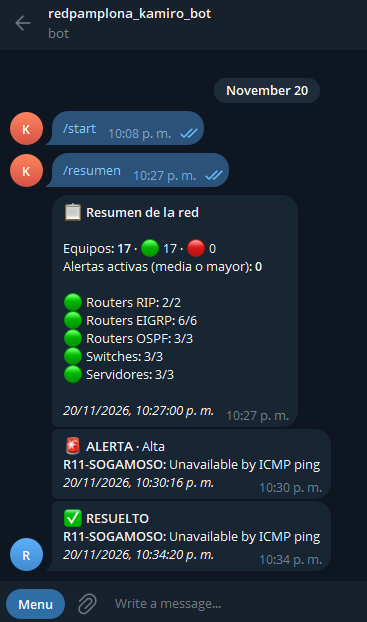 redpamplona_kamiro_bot
bot
November 20
K
/start 10:08 p. m.
K
/resumen 10:27 p. m.
📋 Resumen de la red
Equipos: 17 · 🟢 17 · 🔴 0
Alertas activas (media o mayor): 0
🟢 Routers RIP: 2/2
🟢 Routers EIGRP: 6/6
🟢 Routers OSPF: 3/3
🟢 Switches: 3/3
🟢 Servidores: 3/3
20/11/2026, 10:27:00 p. m. 10:27 p. m.
🚨 ALERTA · Alta
R11-SOGAMOSO: Unavailable by ICMP ping
20/11/2026, 10:30:16 p. m. 10:30 p. m.
✅ RESUELTO
R11-SOGAMOSO: Unavailable by ICMP ping
20/11/2026, 10:34:20 p. m. 10:34 p. m.
R
Menu Write a message...